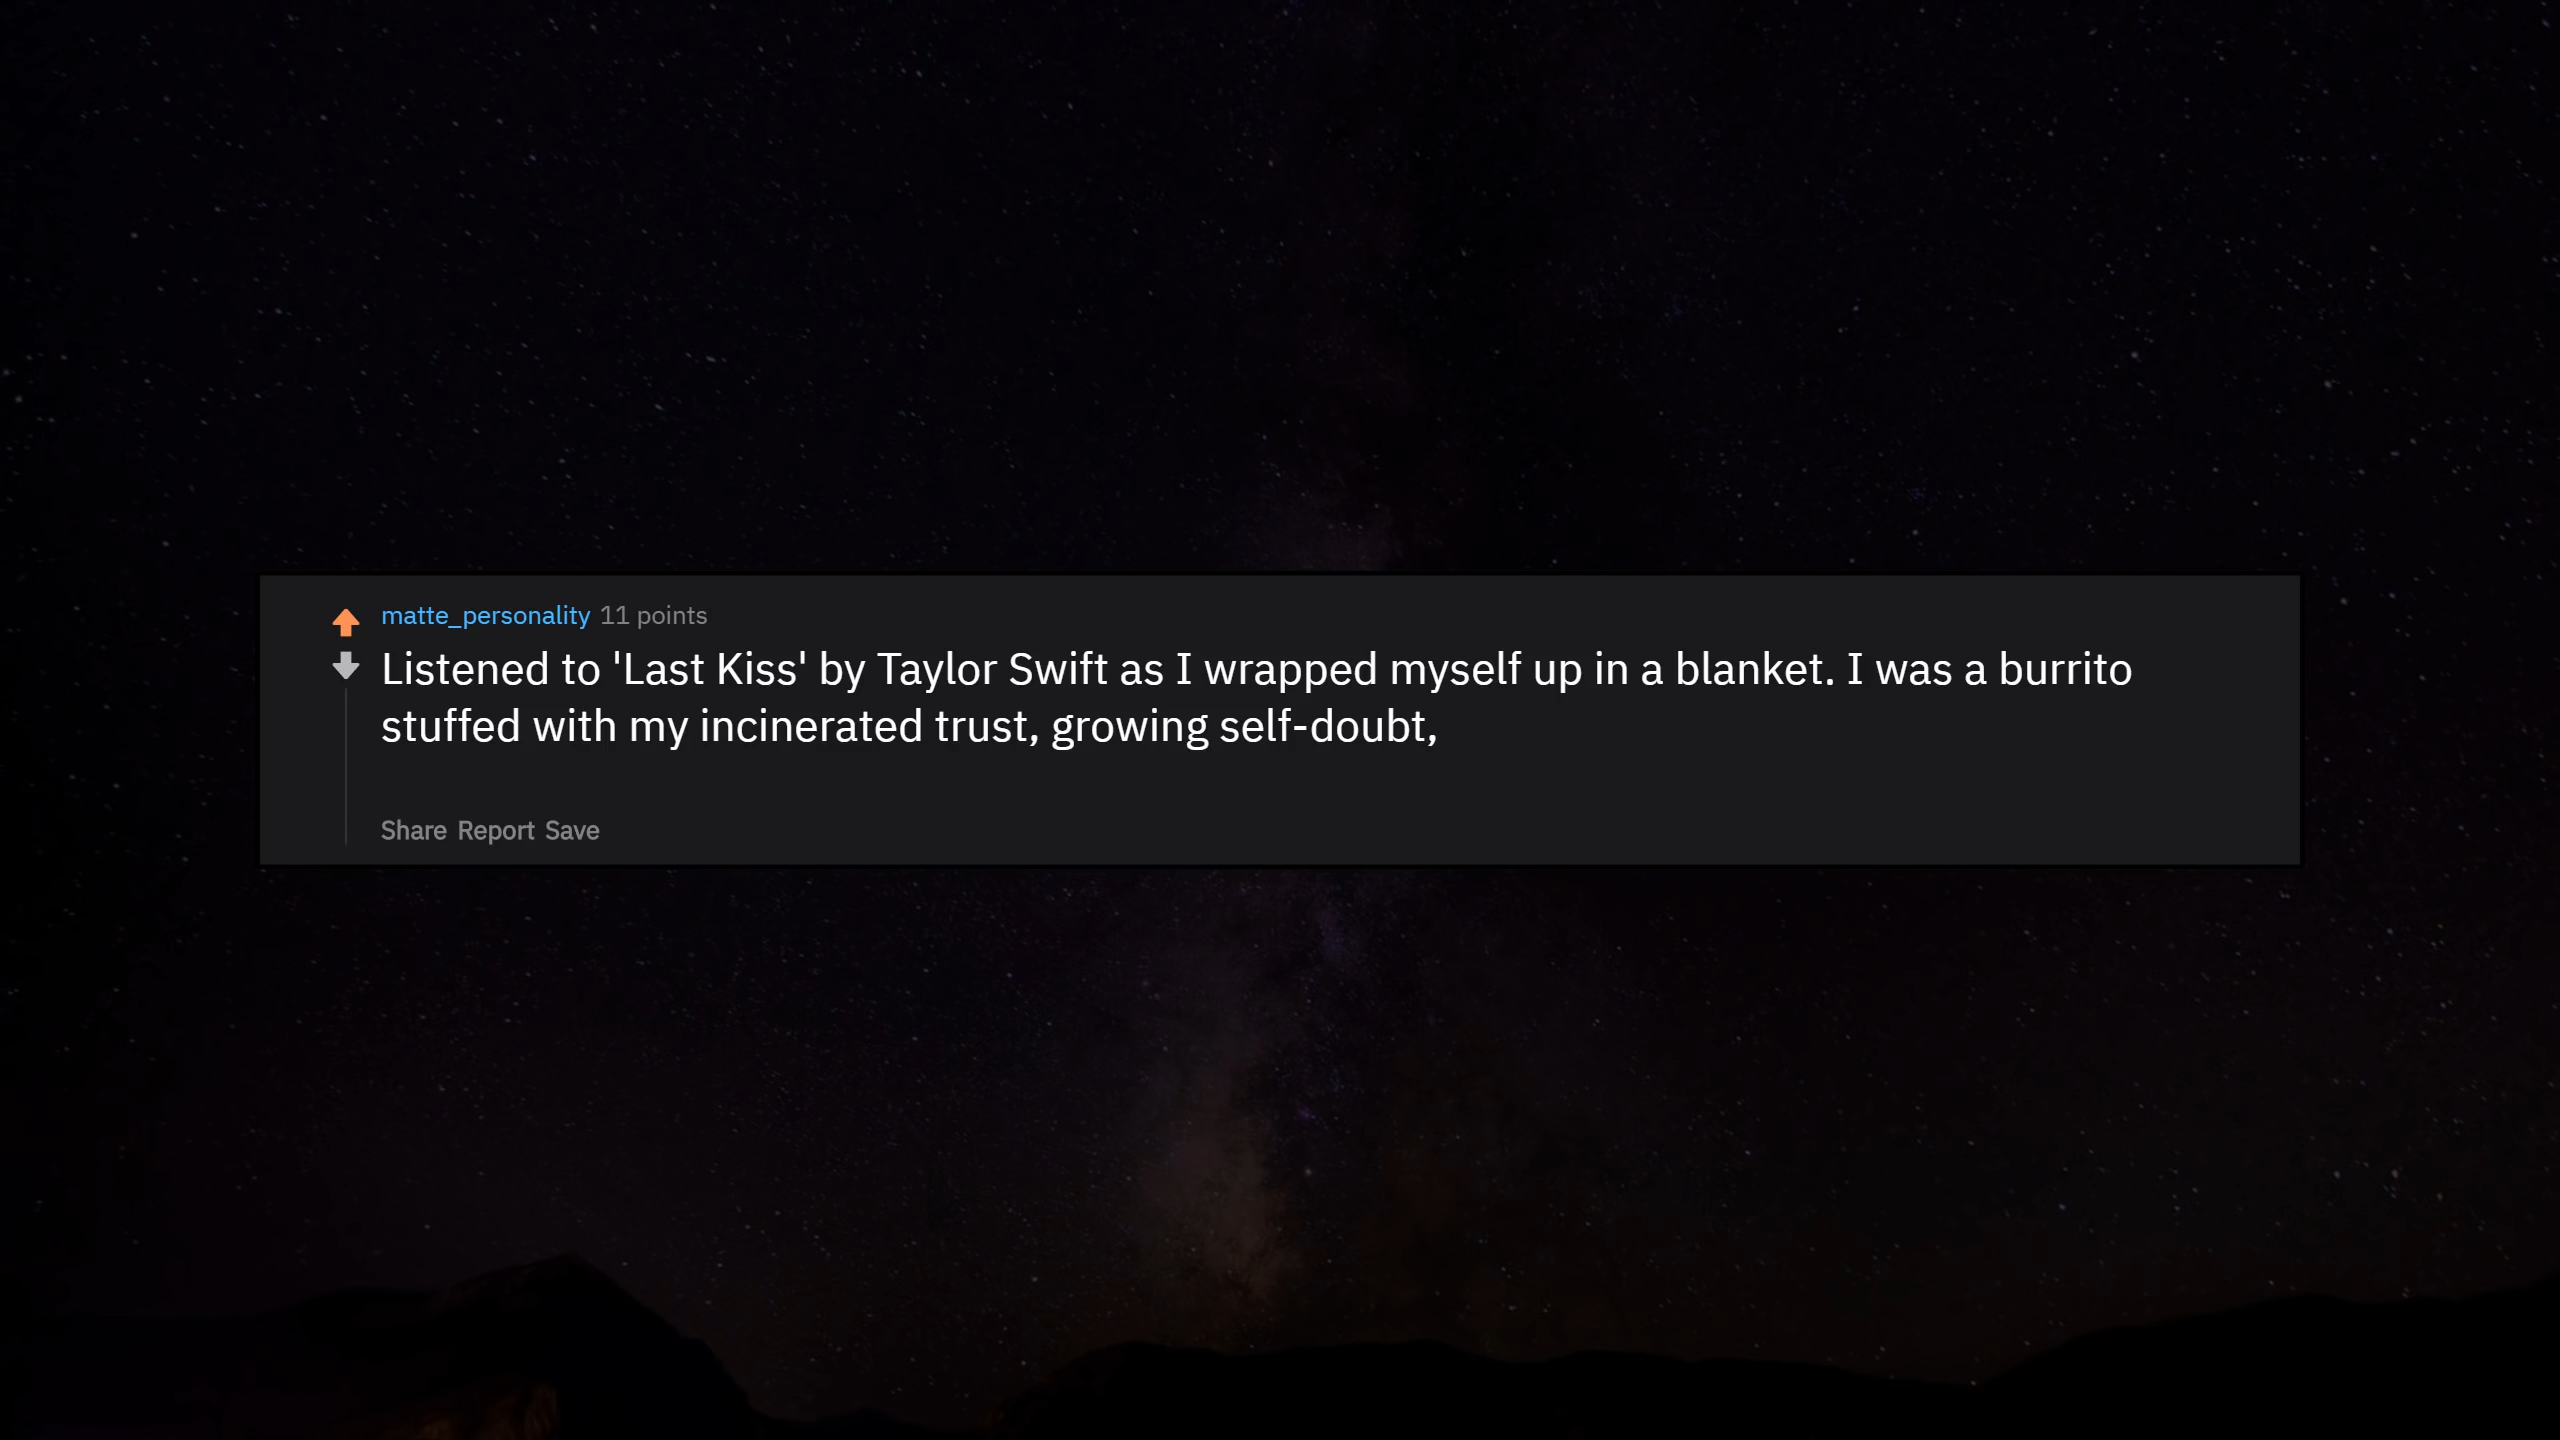 matte_personality 11 points
Listened to 'Last Kiss' by Taylor Swift as I wrapped myself up in a blanket. I was a burrito
stuffed with my incinerated trust, growing self-doubt,
Share Report Save